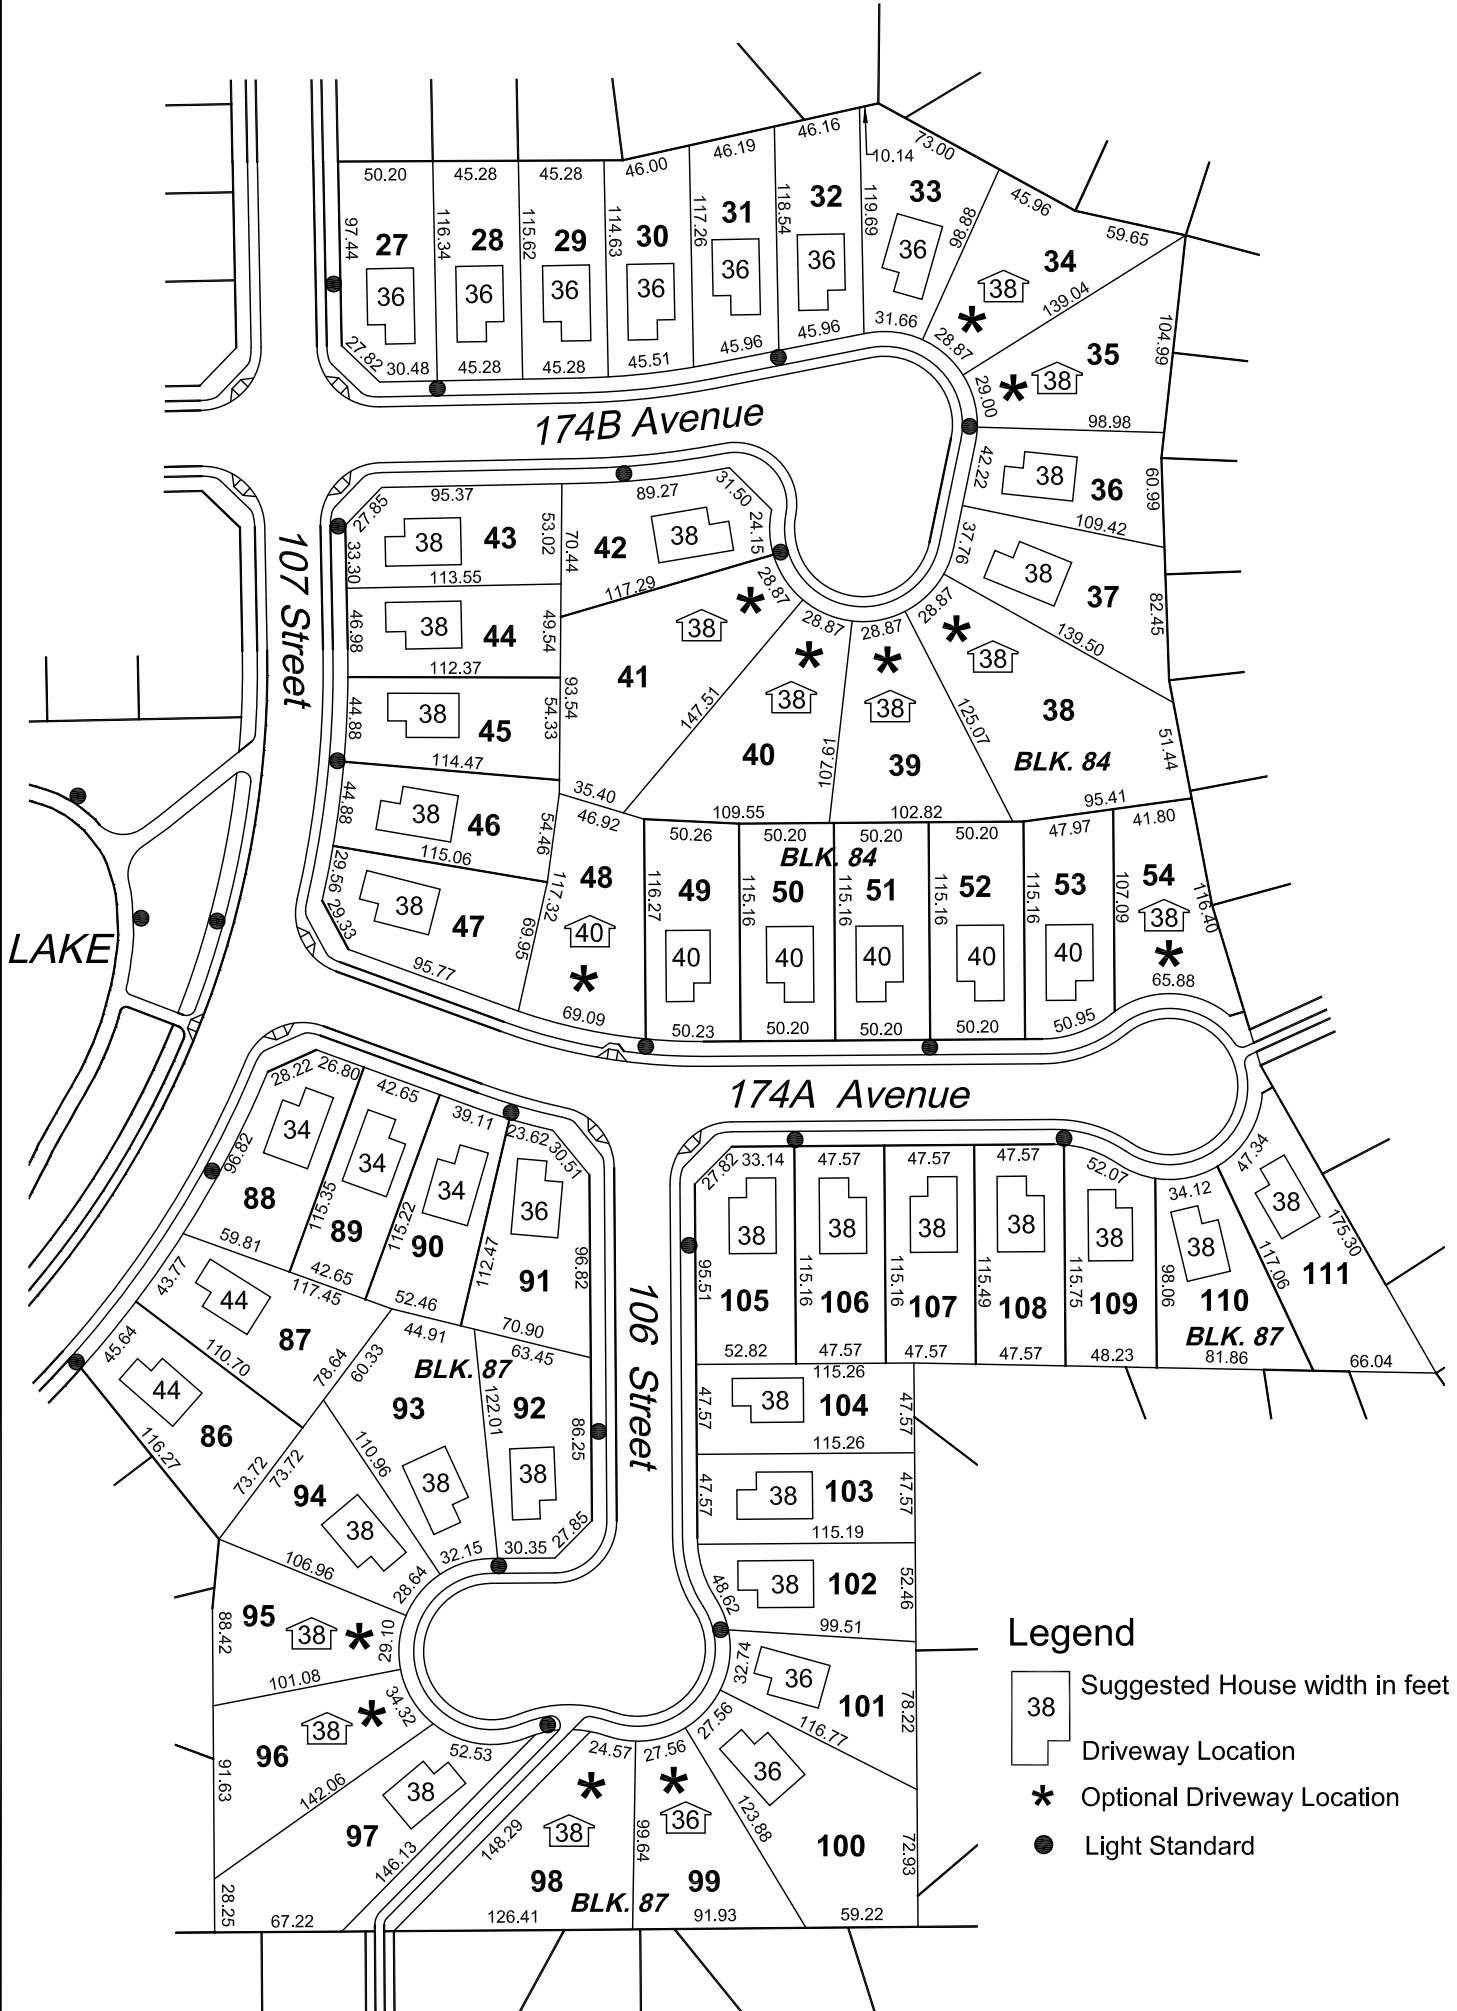 46.16
10.14
73.00
50.20 45.28 45.28 46.00 46.19
45.96
59.65
97.44 116.34 115.62 114.63 117.26 118.54 119.69 98.88
27 28 29 30 31 32 33 34
36 36 36 36 36 36 36 38
139.04
104.99
27.82 30.48 45.28 45.28 45.51 45.96 45.96 31.66 28.87
29.00
* 38 35
98.98
174B Avenue
42.22 38 36 60.99
109.42
37.76 38 37 82.45
139.50
27.85 95.37 89.27 31.50
33.30 38 43 53.02 70.44 42 38 24.15
113.55 117.29
107 Street
46.98 38 44 49.54
112.37
28.87 28.87 28.87 28.87
* * * *
38 38 38 38
41 93.54 147.51
44.88 38 45 54.33
114.47
40 107.91 39 125.07 38
BLK. 84
51.44
35.40 46.92 109.55 102.82 95.41
44.88 38 46 54.46
115.06
29.56 38 47 69.95
29.33 95.77
117.32 48
40
*
69.09
50.26 50.20 50.20 50.20 47.97 41.80
BLK. 84
49 50 51 52 53 54
116.27 115.16 115.16 115.16 115.16 107.09 116.40
40 40 40 40 40 38
*
65.88
50.23 50.20 50.20 50.20 50.95
LAKE
174A Avenue
28.22 26.80 42.65 39.11 23.62 30.51
96.82 34 34 34 36
88 89 90 91
115.35 115.22 112.47 96.82
59.81 42.65 52.46 70.90
43.77 44 87 117.45
45.64 110.70 78.64
44 86
116.27 73.72
60.33 44.91 63.45
BLK. 87
93 122.01 92 86.25
110.96 38 38
32.15 30.35 27.85
73.72 94
38
106.96 28.64
106 Street
27.82 33.14 47.57 47.57 47.57 52.07 34.12 47.34
38 38 38 38 38 38 38
95.51 115.16 115.16 115.49 115.75 98.06 117.06 175.30
105 106 107 108 109 110 111
BLK. 87
52.82 47.57 47.57 47.57 48.23 81.86 66.04
115.26
47.57 38 104 47.57
115.26
47.57 38 103 47.57
115.19
48.62 38 102 52.46
99.51
32.74 36 101 78.22
116.77
27.56 36 100 72.93
123.88
59.22
88.42 95 38 * 29.10
101.08
91.63 96 38 * 34.32
142.06
52.53
38 97
28.25 67.22 146.13
24.57 27.56
* *
148.29 38 99.64 36
98 BLK. 87 99
126.41 91.93
Legend
38 Suggested House width in feet
Driveway Location
* Optional Driveway Location
Light Standard